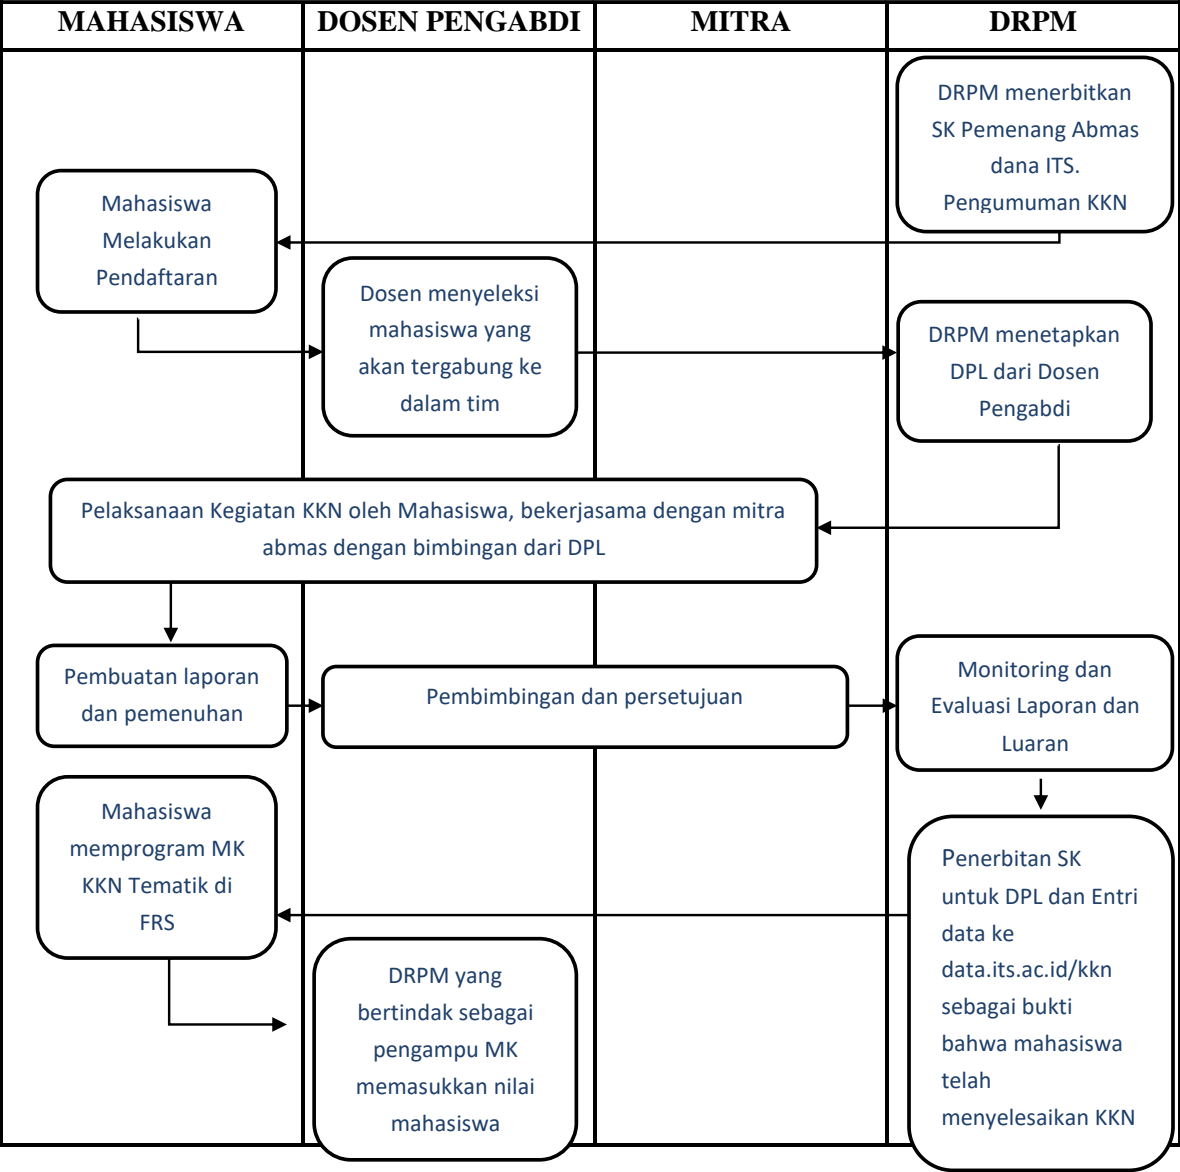 MAHASISWA
DOSEN PENGABDI
MITRA
DRPM
DRPM menerbitkan
SK Pemenang Abmas
dana ITS.
Pengumuman KKN
Mahasiswa
Melakukan
Pendaftaran
Dosen menyeleksi
mahasiswa yang
akan tergabung ke
dalam tim
DRPM menetapkan
DPL dari Dosen
Pengabdi
Pelaksanaan Kegiatan KKN oleh Mahasiswa, bekerjasama dengan mitra
abmas dengan bimbingan dari DPL
Pembuatan laporan
dan pemenuhan
Pembimbingan dan persetujuan
Monitoring dan
Evaluasi Laporan dan
Luaran
Mahasiswa
memprogram MK
KKN Tematik di
FRS
Penerbitan SK
untuk DPL dan Entri
data ke
data.its.ac.id/kkn
sebagai bukti
bahwa mahasiswa
telah
menyelesaikan KKN
DRPM yang
bertindak sebagai
pengampu MK
memasukkan nilai
mahasiswa